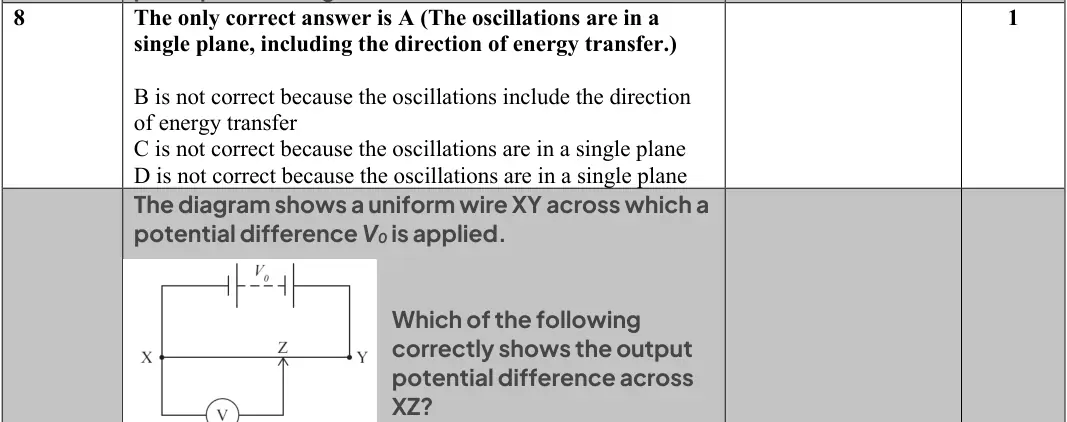 8 The only correct answer is A (The oscillations are in a 1
single plane, including the direction of energy transfer.)
B is not correct because the oscillations include the direction
of energy transfer
C is not correct because the oscillations are in a single plane
D is not correct because the oscillations are in a single plane
The diagram shows a uniform wire XY across which a
potential difference V₀ is applied.
V₀
X Z Y
V
Which of the following
correctly shows the output
potential difference across
XZ?